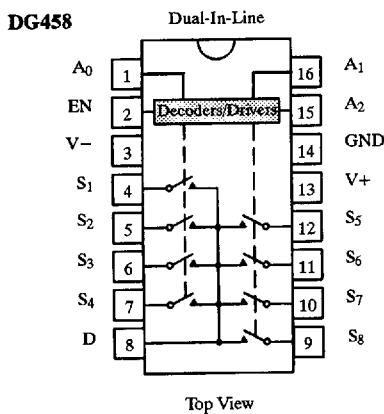 DG458
Dual-In-Line
A0 1 16 A1
EN 2 Decoders/Drivers 15 A2
V− 3 14 GND
S1 4 13 V+
S2 5 12 S5
S3 6 11 S6
S4 7 10 S7
D 8 9 S8
Top View